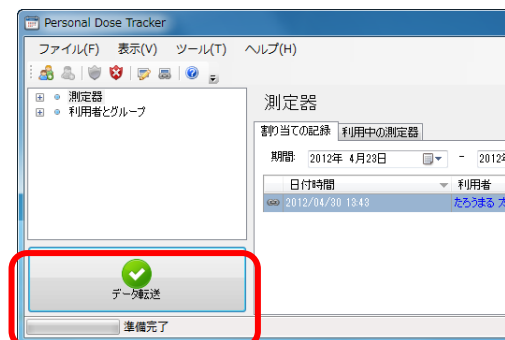 Personal Dose Tracker
ファイル(F) 表示(V) ツール(T) ヘルプ(H)
測定器
利用者とグループ
測定器
割り当ての記録 利用中の測定器
期間: 2012年 4月23日 - 2012年
日付時間 利用者
2012/04/30 13:43 たろうまる
データ転送
準備完了